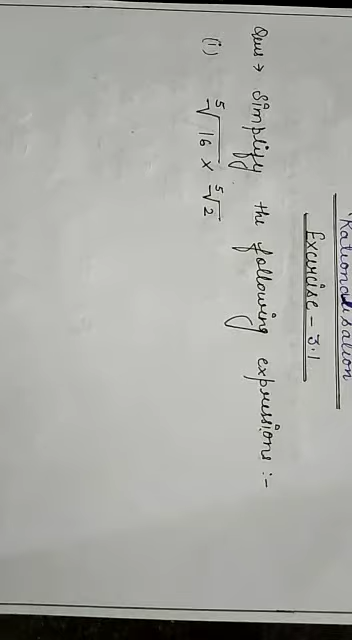 Rationalisation
Exercise - 3.1
Ques → Simplify the following expressions :-
(i) ⁵√16 × ⁵√2